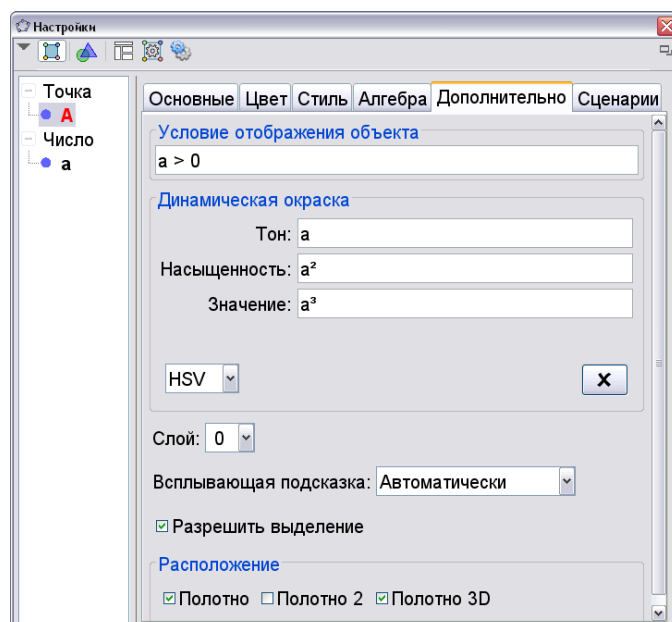 Настройки
Точка
A
Число
a
Основные Цвет Стиль Алгебра Дополнительно Сценарии
Условие отображения объекта
a > 0
Динамическая окраска
Тон: a
Насыщенность: a²
Значение: a³
HSV x
Слой: 0
Всплывающая подсказка: Автоматически
Разрешить выделение
Расположение
Полотно Полотно 2 Полотно 3D